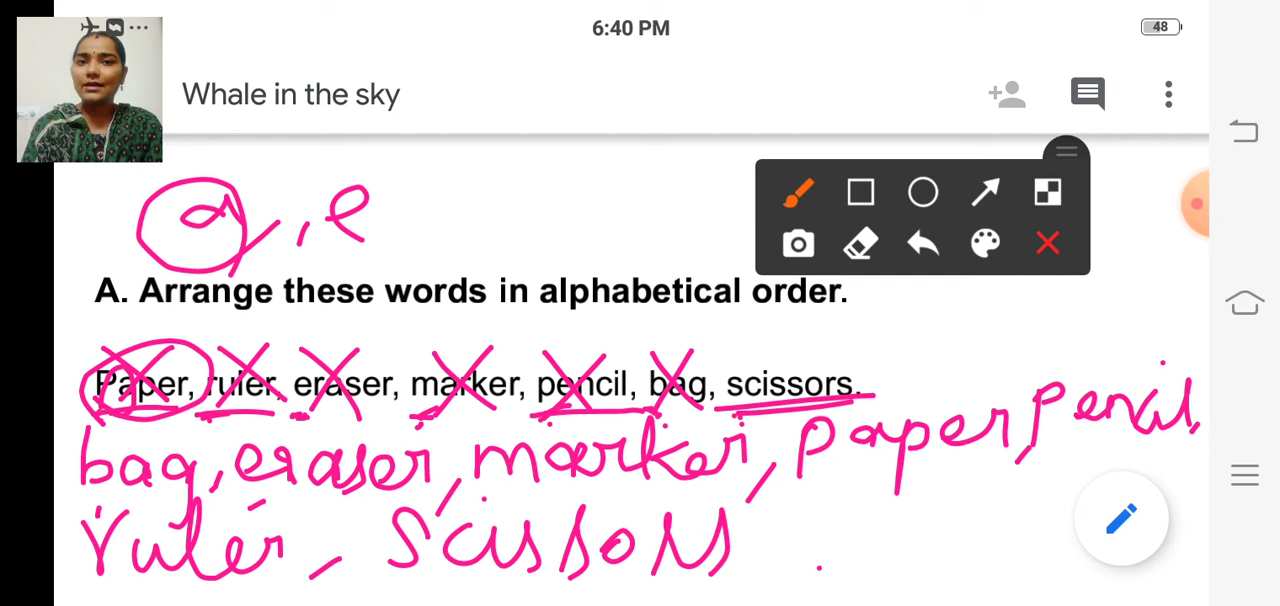 6:40 PM
48
Whale in the sky
a, e
A. Arrange these words in alphabetical order.
Paper, ruler, eraser, marker, pencil, bag, scissors.
bag, eraser, marker, paper, pencil,
ruler, scissors.